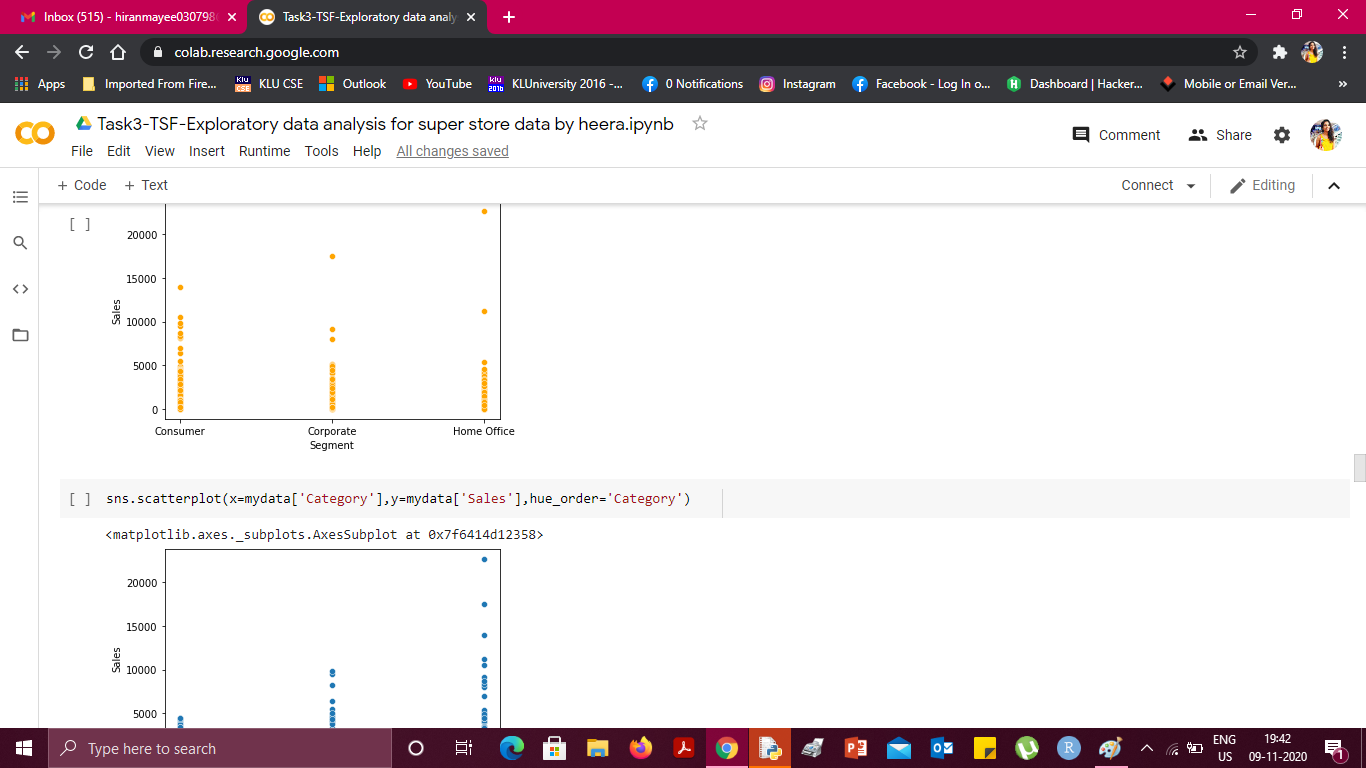 Inbox (515) - hiranmayee030798
Task3-TSF-Exploratory data analy
colab.research.google.com
Apps
Imported From Fire...
KLU CSE
Outlook
YouTube
KLUniversity 2016 -...
0 Notifications
Instagram
Facebook - Log In o...
Dashboard | Hacker...
Mobile or Email Ver...
»
Task3-TSF-Exploratory data analysis for super store data by heera.ipynb
Comment
Share
File Edit View Insert Runtime Tools Help All changes saved
+ Code + Text
Connect
Editing
[ ]
20000
15000
10000
5000
0
Sales
Consumer Corporate Home Office
Segment
[ ] sns.scatterplot(x=mydata['Category'],y=mydata['Sales'],hue_order='Category')
<matplotlib.axes._subplots.AxesSubplot at 0x7f6414d12358>
20000
15000
10000
5000
Sales
Type here to search
ENG
US
19:42
09-11-2020
1